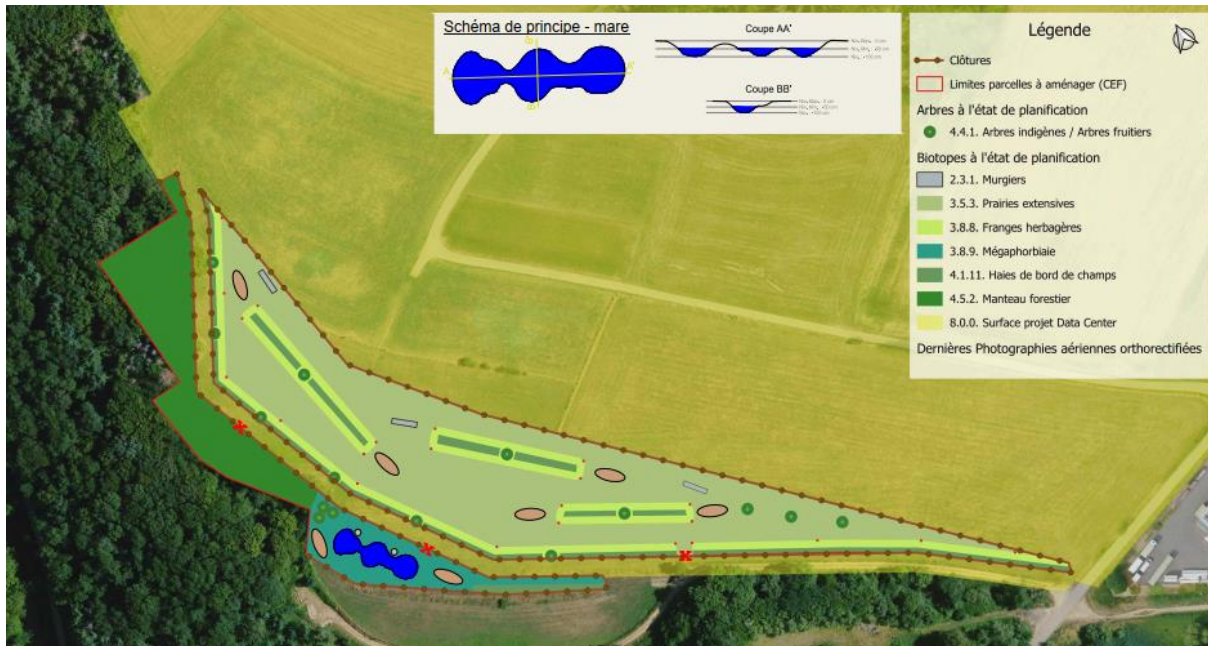 Schéma de principe - mare
Coupe AA'
Coupe BB'
A
A'
Légende
Clôtures
Limites parcelles à aménager (CEF)
Arbres à l'état de planification
4.4.1. Arbres indigènes / Arbres fruitiers
Biotopes à l'état de planification
2.3.1. Murgiers
3.5.3. Prairies extensives
3.8.8. Franges herbagères
3.8.9. Mégaphorbiaie
4.1.11. Haies de bord de champs
4.5.2. Manteau forestier
8.0.0. Surface projet Data Center
Dernières Photographies aériennes orthorectifiées